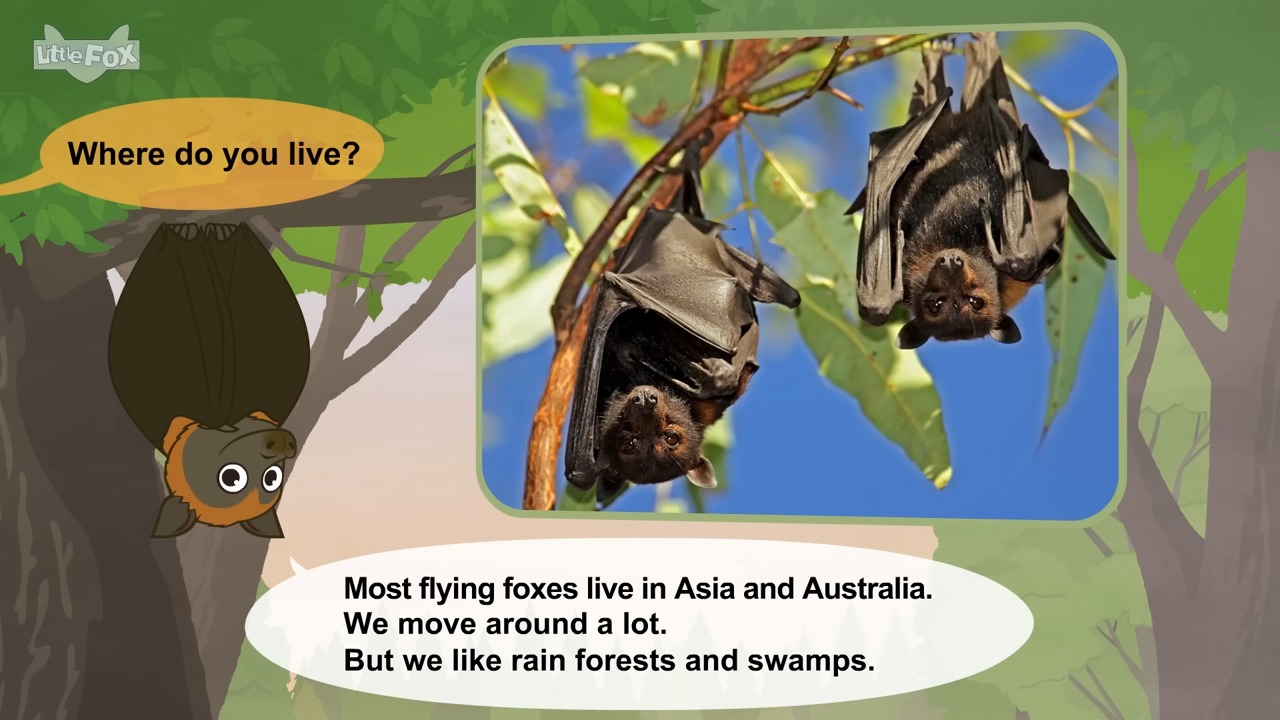 Little Fox
Where do you live?
Most flying foxes live in Asia and Australia.
We move around a lot.
But we like rain forests and swamps.